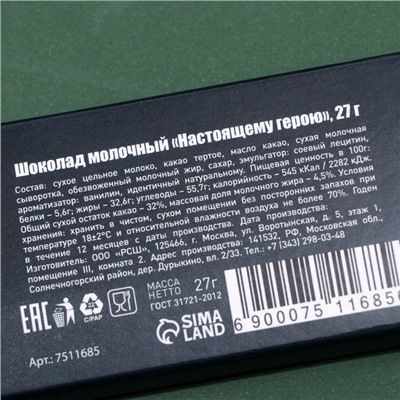 Шоколад молочный «Настоящему герою», 27 г
Состав: сухое цельное молоко, какао тертое, масло какао, сухая молочная
сыворотка, обезвоженный молочный жир, сахар, эмульгатор: соевый лецитин,
ароматизатор: ванилин, идентичный натуральному. Пищевая ценность в 100г:
белки – 5,6г; жиры – 32,6г; углеводы – 55,7г; калорийность – 545 кКал / 2282 кДж.
Общий сухой остаток какао – 32%, массовая доля молочного жира – 4,5%. Условия
хранения: хранить в чистом, сухом помещении без посторонних запахов при
температуре 18±2°С и относительной влажности воздуха не более 70%. Годен
в течение 12 месяцев с даты производства. Дата производства:
Изготовитель: ООО «РСШ», 125466, г. Москва, ул. Воротынская, д. 5, этаж 1,
помещение III, комната 2. Адрес производства: 141532, РФ, Московская обл.,
Солнечногорский район, дер. Дурыкино, вл. 2/33. Тел.: +7 (343) 298-03-48
EAC
22
C/PAP
МАССА
НЕТТО
27г
ГОСТ 31721-2012
SIMA
LAND
6 900075 11685
Арт.: 7511685